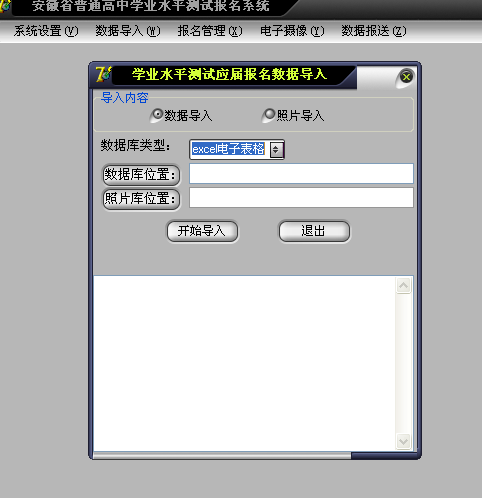 安徽省普通高中学业水平测试报名系统
系统设置(V) 数据导入(W) 报名管理(X) 电子摄像(Y) 数据报送(Z)
学业水平测试应届报名数据导入
导入内容
数据导入 照片导入
数据库类型: excel电子表格
数据库位置:
照片库位置:
开始导入 退出